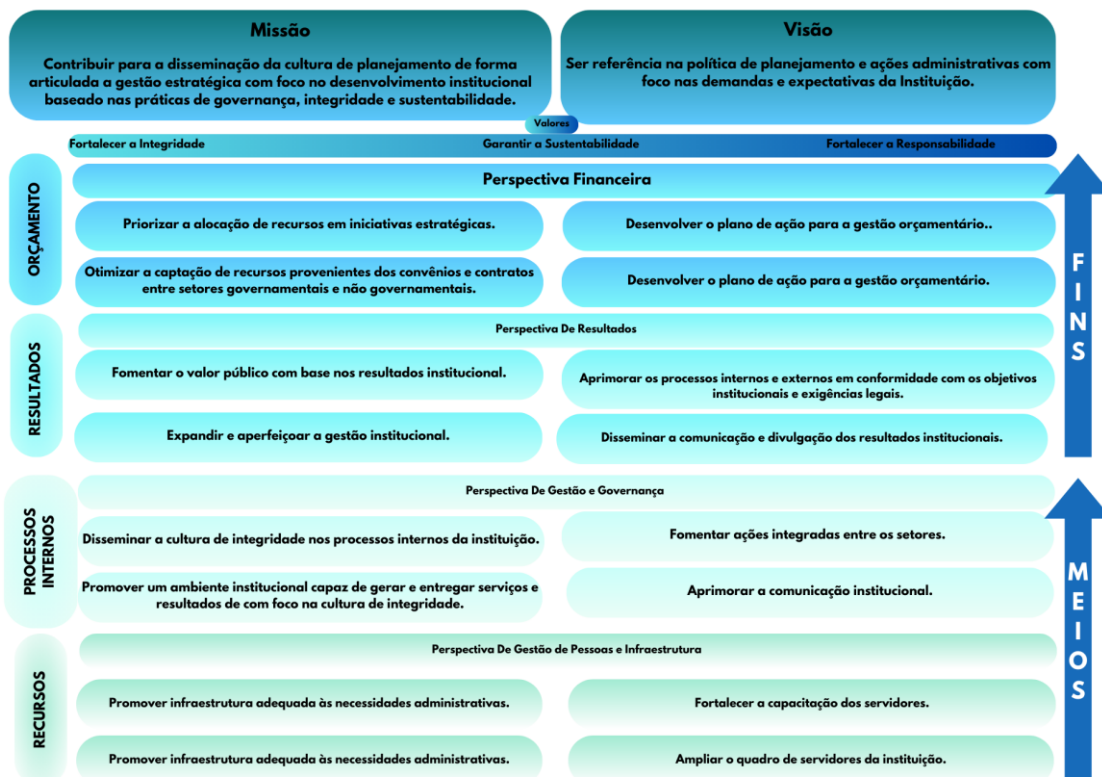 Missão
Contribuir para a disseminação da cultura de planejamento de forma
articulada a gestão estratégica com foco no desenvolvimento institucional
baseado nas práticas de governança, integridade e sustentabilidade.
Visão
Ser referência na política de planejamento e ações administrativas com
foco nas demandas e expectativas da Instituição.
Valores
Fortalecer a Integridade
Garantir a Sustentabilidade
Fortalecer a Responsabilidade
ORÇAMENTO
Perspectiva Financeira
Priorizar a alocação de recursos em iniciativas estratégicas.
Desenvolver o plano de ação para a gestão orçamentário..
Otimizar a captação de recursos provenientes dos convênios e contratos
entre setores governamentais e não governamentais.
Desenvolver o plano de ação para a gestão orçamentário.
FINS
RESULTADOS
Perspectiva De Resultados
Fomentar o valor público com base nos resultados institucional.
Aprimorar os processos internos e externos em conformidade com os objetivos
institucionais e exigências legais.
Expandir e aperfeiçoar a gestão institucional.
Disseminar a comunicação e divulgação dos resultados institucionais.
PROCESSOS
INTERNOS
Perspectiva De Gestão e Governança
Disseminar a cultura de integridade nos processos internos da instituição.
Fomentar ações integradas entre os setores.
Promover um ambiente institucional capaz de gerar e entregar serviços e
resultados de com foco na cultura de integridade.
Aprimorar a comunicação institucional.
MEIOS
RECURSOS
Perspectiva De Gestão de Pessoas e Infraestrutura
Promover infraestrutura adequada às necessidades administrativas.
Fortalecer a capacitação dos servidores.
Promover infraestrutura adequada às necessidades administrativas.
Ampliar o quadro de servidores da instituição.